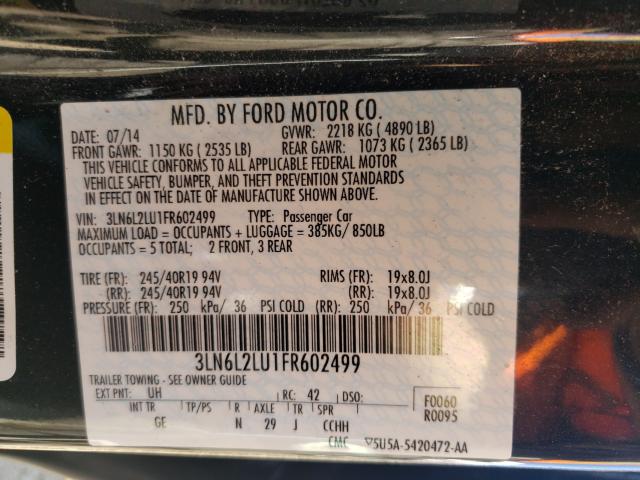 MFD. BY FORD MOTOR CO.
DATE: 07/14 GVWR: 2218 KG ( 4890 LB)
FRONT GAWR: 1150 KG ( 2535 LB) REAR GAWR: 1073 KG ( 2365 LB)
THIS VEHICLE CONFORMS TO ALL APPLICABLE FEDERAL MOTOR
VEHICLE SAFETY, BUMPER, AND THEFT PREVENTION STANDARDS
IN EFFECT ON THE DATE OF MANUFACTURE SHOWN ABOVE.
VIN: 3LN6L2LU1FR602499 TYPE: Passenger Car
MAXIMUM LOAD = OCCUPANTS + LUGGAGE = 385KG/ 850LB
OCCUPANTS = 5 TOTAL; 2 FRONT, 3 REAR
TIRE (FR): 245/40R19 94V RIMS (FR): 19x8.0J
(RR): 245/40R19 94V (RR): 19x8.0J
PRESSURE (FR): 250 kPa/ 36 PSI COLD (RR): 250 kPa/ 36 PSI COLD
3LN6L2LU1FR602499
TRAILER TOWING - SEE OWNER GUIDE
EXT PNT: UH RC: 42 DSO: F0060
INT TR TP/PS R AXLE TR SPR R0095
GE N 29 J CCHH
CMC 5U5A-5420472-AA